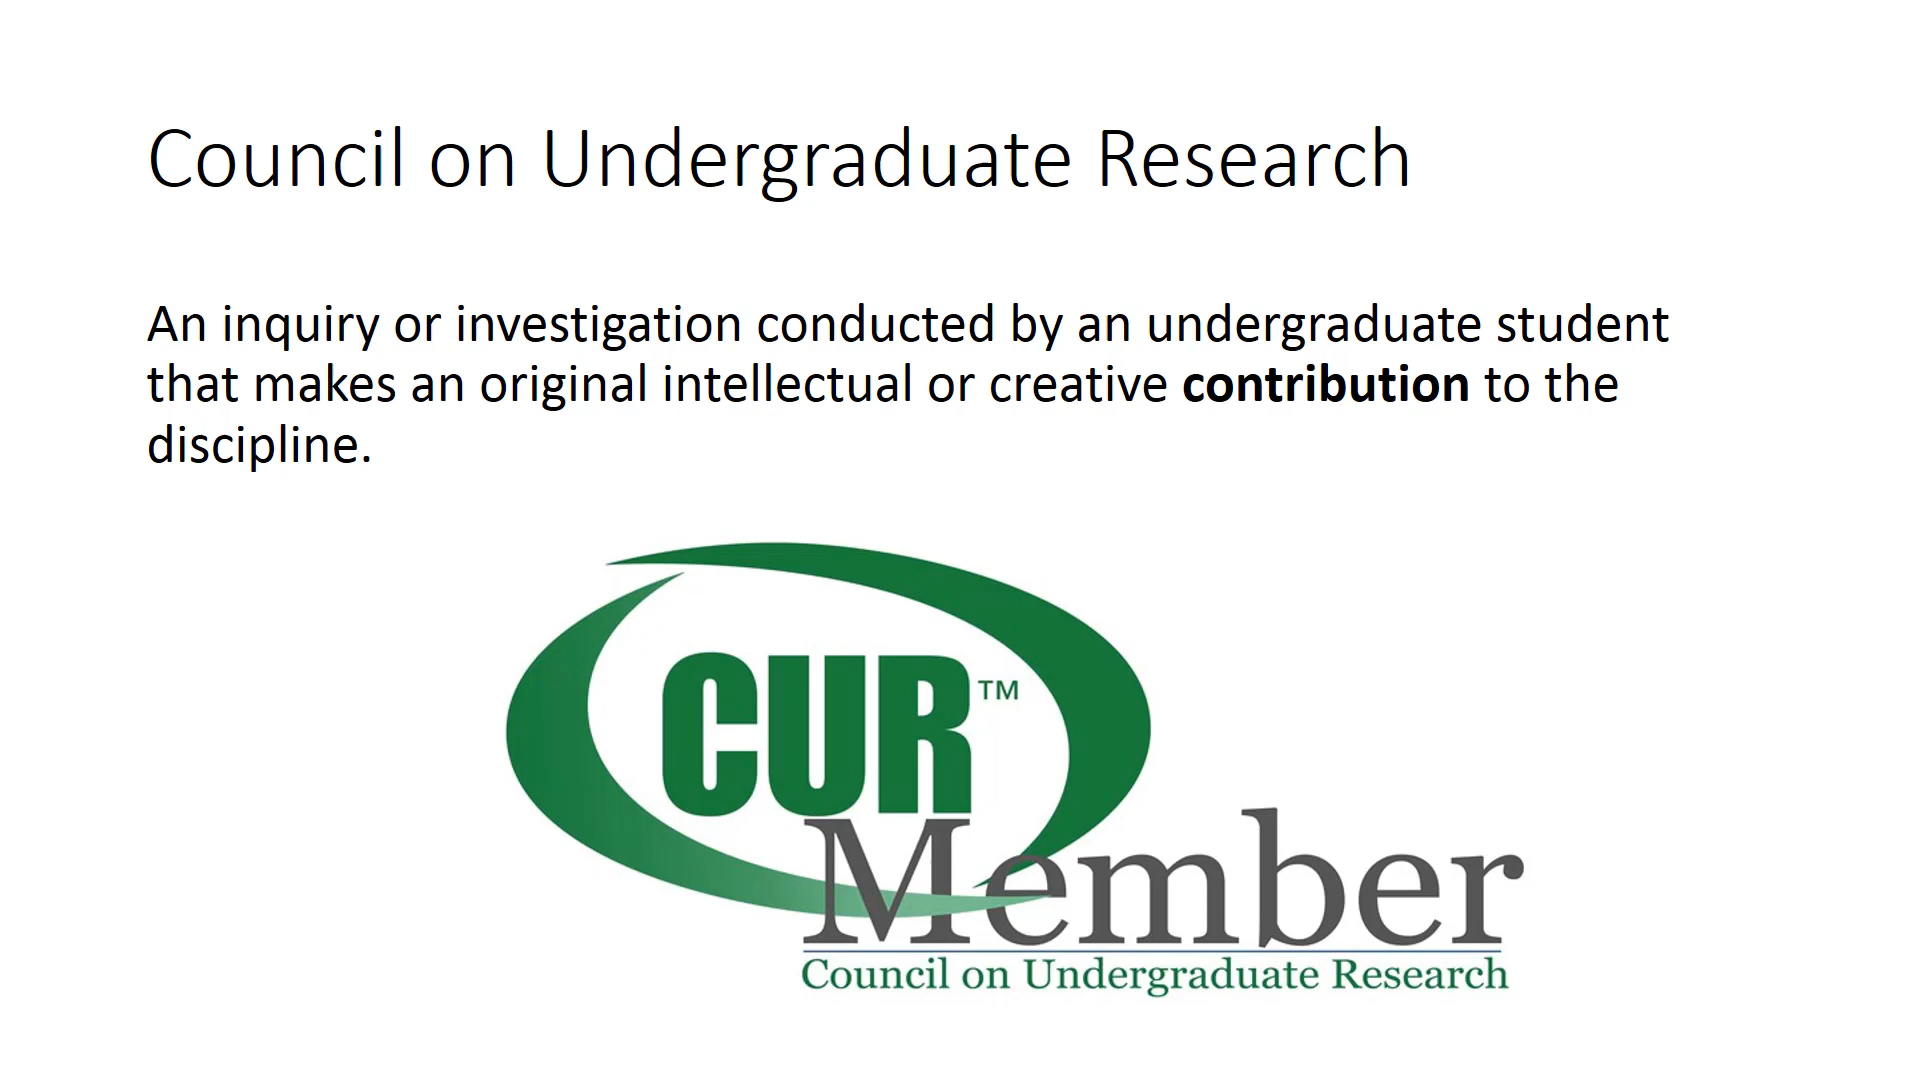 Council on Undergraduate Research
An inquiry or investigation conducted by an undergraduate student
that makes an original intellectual or creative contribution to the
discipline.
CUR™
Member
Council on Undergraduate Research